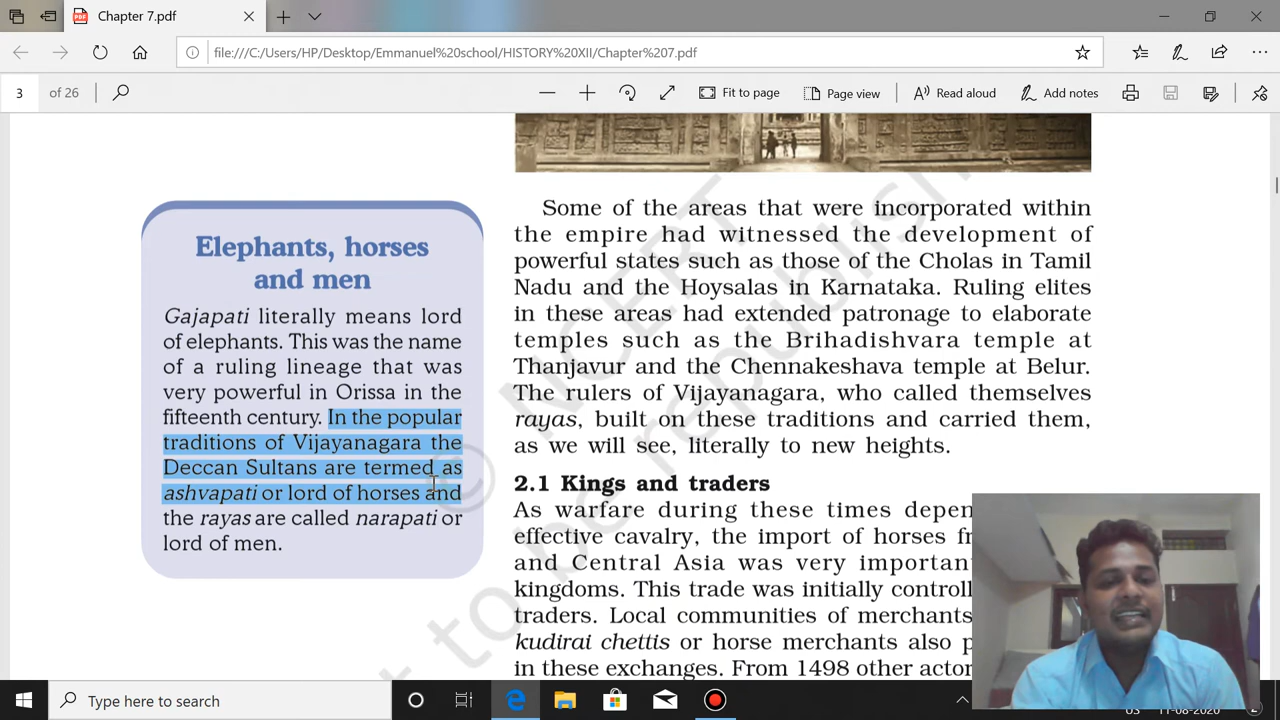 Chapter 7.pdf
file:///C:/Users/HP/Desktop/Emmanuel%20school/HISTORY%20XII/Chapter%207.pdf
3 of 26
Fit to page
Page view
Read aloud
Add notes
Elephants, horses
and men
Gajapati literally means lord
of elephants. This was the name
of a ruling lineage that was
very powerful in Orissa in the
fifteenth century. In the popular
traditions of Vijayanagara the
Deccan Sultans are termed as
ashvapati or lord of horses and
the rayas are called narapati or
lord of men.
Some of the areas that were incorporated within
the empire had witnessed the development of
powerful states such as those of the Cholas in Tamil
Nadu and the Hoysalas in Karnataka. Ruling elites
in these areas had extended patronage to elaborate
temples such as the Brihadishvara temple at
Thanjavur and the Chennakeshava temple at Belur.
The rulers of Vijayanagara, who called themselves
rayas, built on these traditions and carried them,
as we will see, literally to new heights.
2.1 Kings and traders
As warfare during these times depen
effective cavalry, the import of horses fr
and Central Asia was very important
kingdoms. This trade was initially controll
traders. Local communities of merchants
kudirai chettis or horse merchants also p
in these exchanges. From 1498 other actor
© NCERT
not to be republish
Type here to search
US
11-08-2020
2